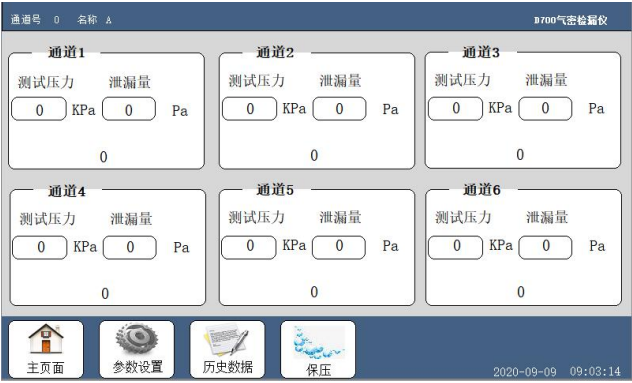 通道号 0 名称 A D700气密检漏仪
通道1 通道2 通道3
测试压力 泄漏量 测试压力 泄漏量 测试压力 泄漏量
0 KPa 0 Pa 0 KPa 0 Pa 0 KPa 0 Pa
0 0 0
通道4 通道5 通道6
测试压力 泄漏量 测试压力 泄漏量 测试压力 泄漏量
0 KPa 0 Pa 0 KPa 0 Pa 0 KPa 0 Pa
0 0 0
主页面 参数设置 历史数据 保压
2020-09-09 09:03:14